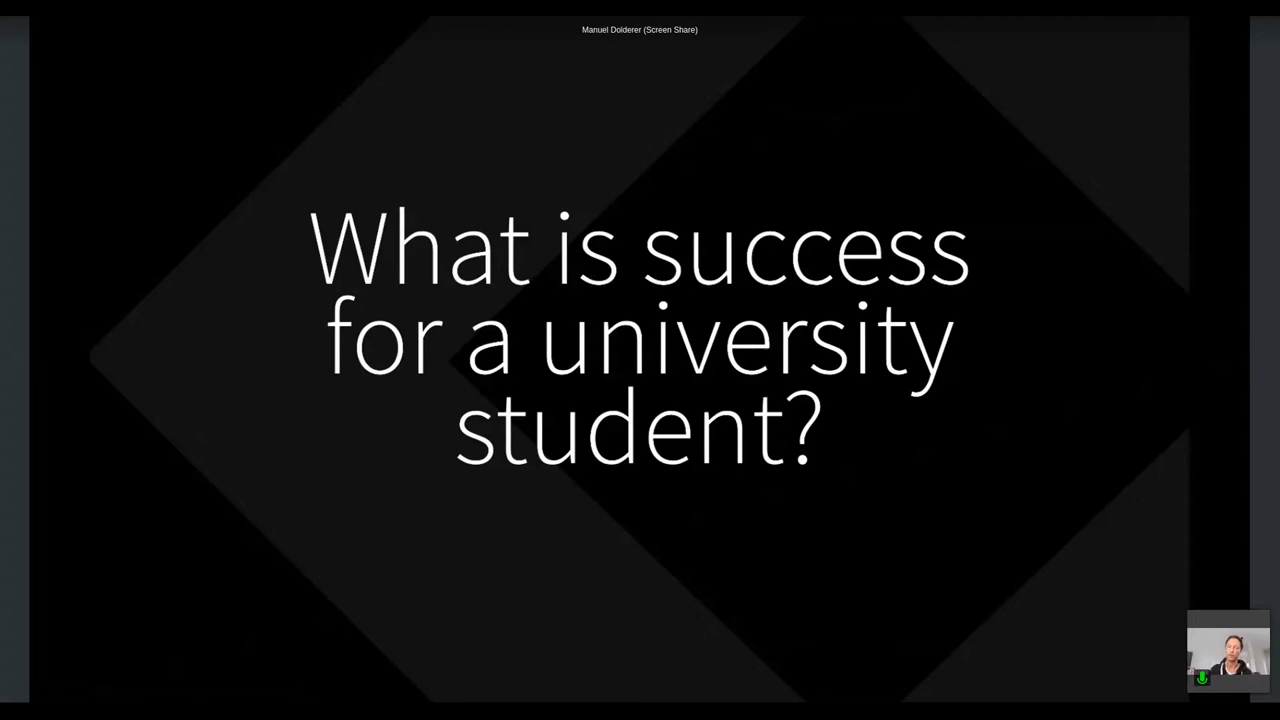 Manuel Dolderer (Screen Share)
What is success
for a university
student?